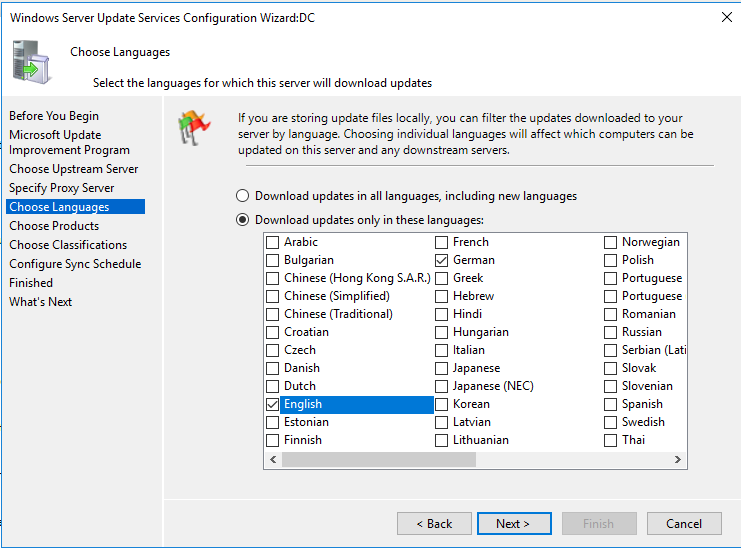 Windows Server Update Services Configuration Wizard:DC
Choose Languages
Select the languages for which this server will download updates
Before You Begin
Microsoft Update
Improvement Program
Choose Upstream Server
Specify Proxy Server
Choose Languages
Choose Products
Choose Classifications
Configure Sync Schedule
Finished
What's Next
If you are storing update files locally, you can filter the updates downloaded to your
server by language. Choosing individual languages will affect which computers can be
updated on this server and any downstream servers.
Download updates in all languages, including new languages
Download updates only in these languages:
Arabic
Bulgarian
Chinese (Hong Kong S.A.R.)
Chinese (Simplified)
Chinese (Traditional)
Croatian
Czech
Danish
Dutch
English
Estonian
Finnish
French
German
Greek
Hebrew
Hindi
Hungarian
Italian
Japanese
Japanese (NEC)
Korean
Latvian
Lithuanian
Norwegian
Polish
Portuguese
Portuguese
Romanian
Russian
Serbian (Lati
Slovak
Slovenian
Spanish
Swedish
Thai
< Back
Next >
Finish
Cancel